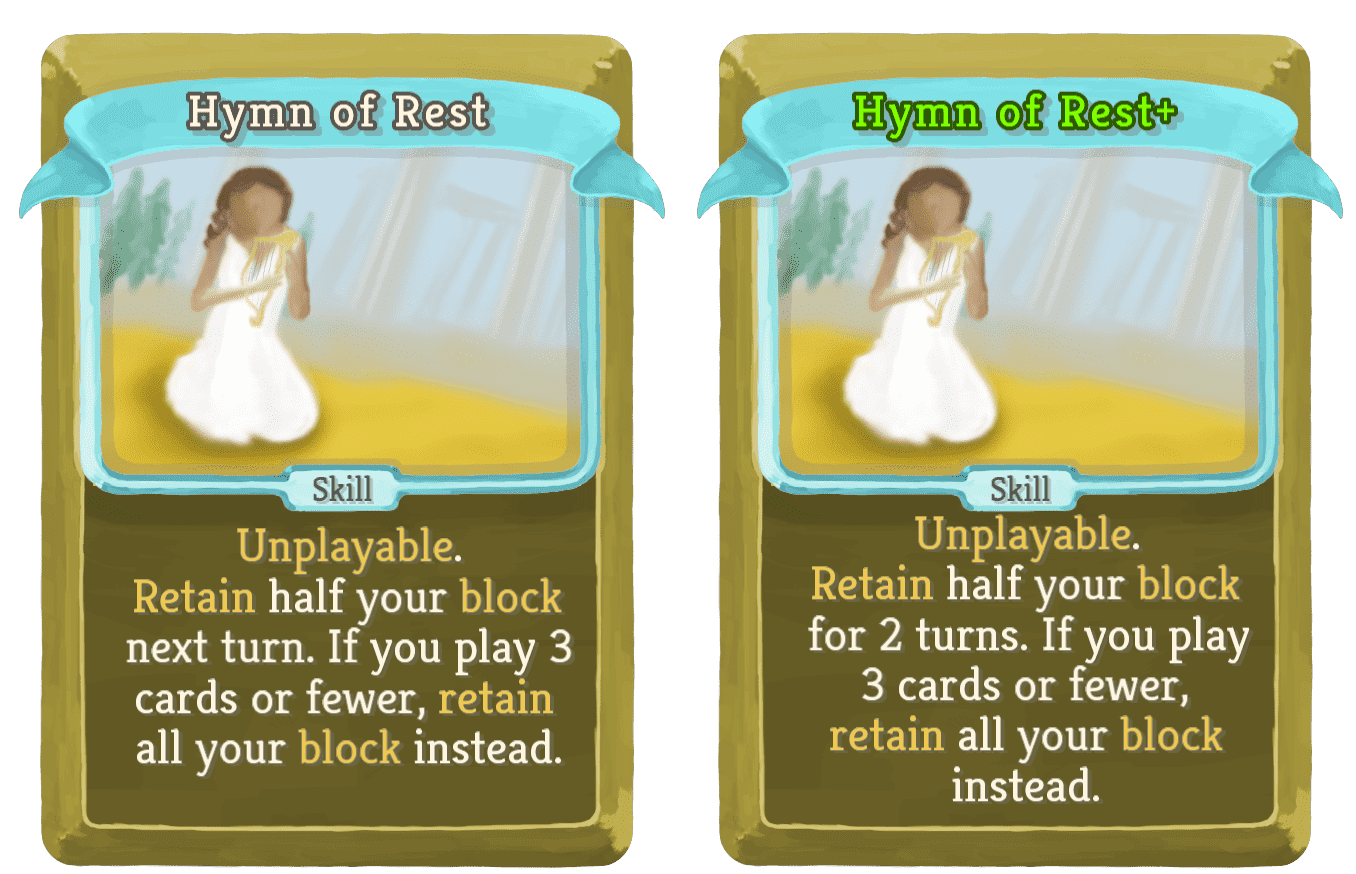 Hymn of Rest
Skill
Unplayable.
Retain half your block
next turn. If you play 3
cards or fewer, retain
all your block instead.
Hymn of Rest+
Skill
Unplayable.
Retain half your block
for 2 turns. If you play
3 cards or fewer,
retain all your block
instead.